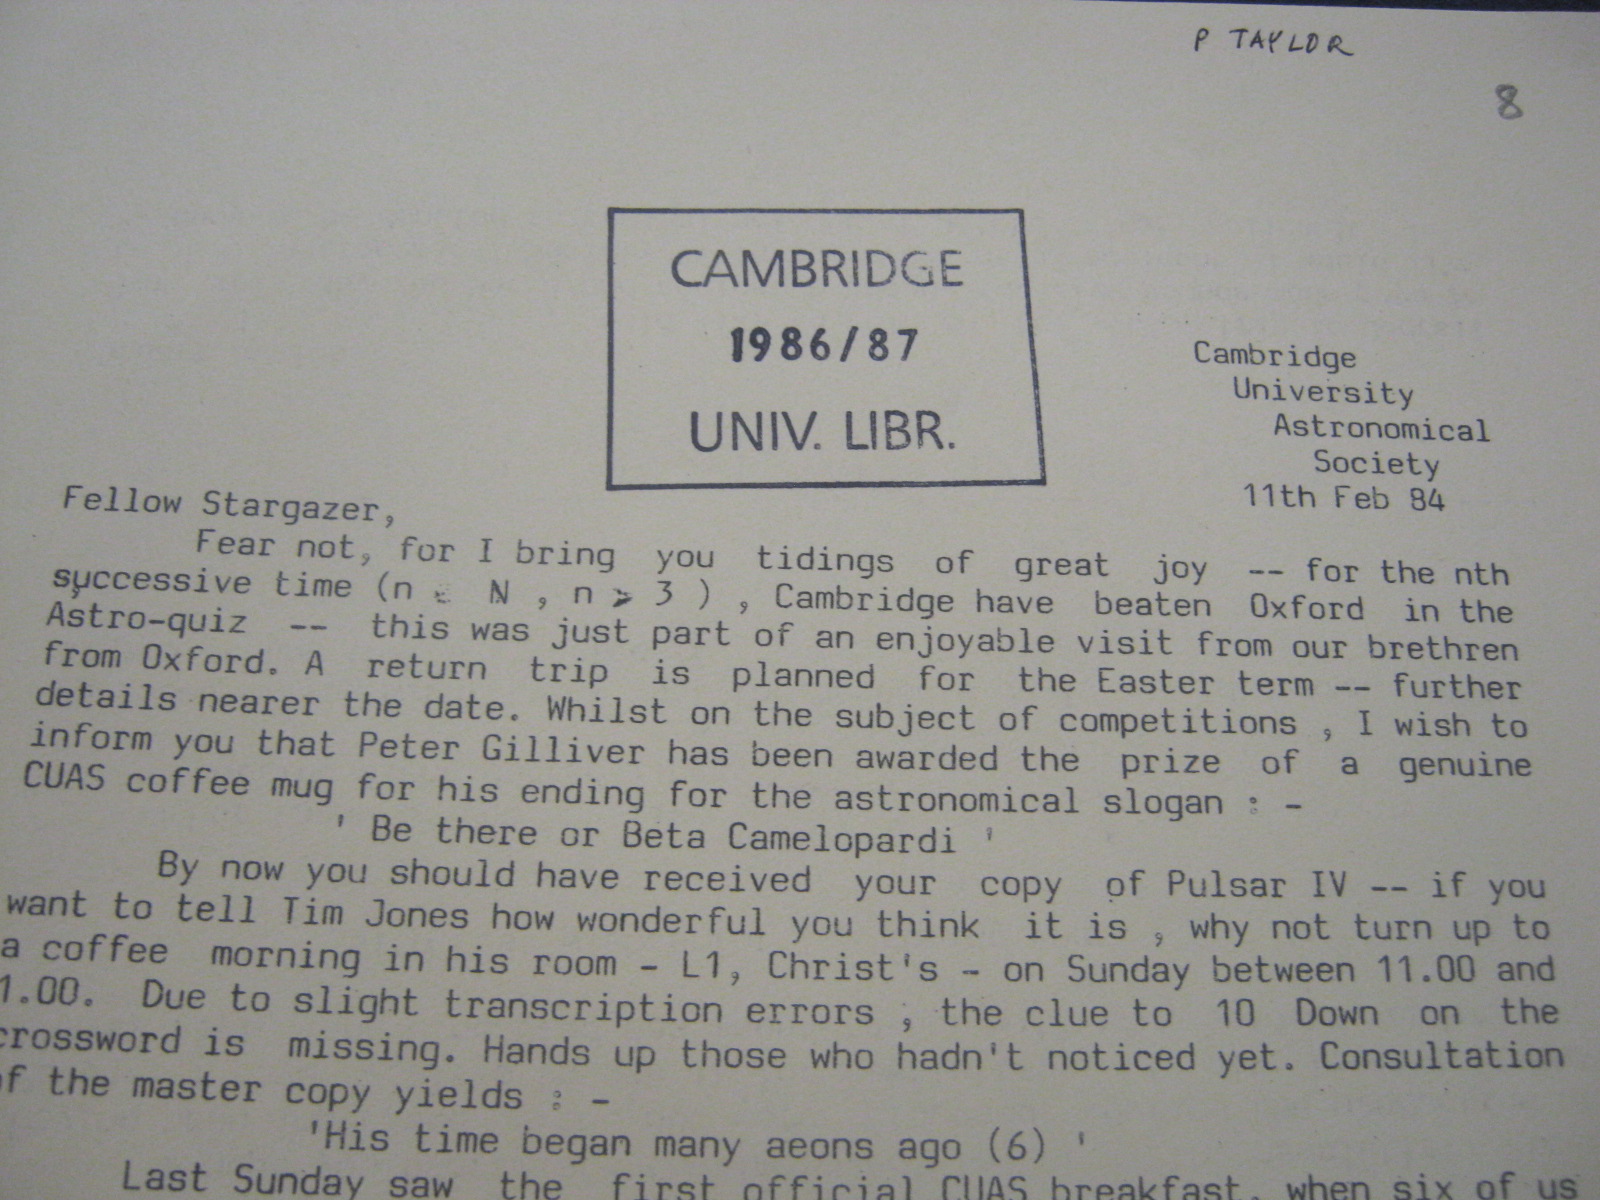 P TAYLOR
8
CAMBRIDGE
1986/87
UNIV. LIBR.
Cambridge
University
Astronomical
Society
11th Feb 84
Fellow Stargazer,
Fear not, for I bring you tidings of great joy -- for the nth
successive time (n ε N , n > 3 ) , Cambridge have beaten Oxford in the
Astro-quiz -- this was just part of an enjoyable visit from our brethren
from Oxford. A return trip is planned for the Easter term -- further
details nearer the date. Whilst on the subject of competitions , I wish to
inform you that Peter Gilliver has been awarded the prize of a genuine
CUAS coffee mug for his ending for the astronomical slogan : -
' Be there or Beta Camelopardi '
By now you should have received your copy of Pulsar IV -- if you
want to tell Tim Jones how wonderful you think it is , why not turn up to
a coffee morning in his room - L1, Christ's - on Sunday between 11.00 and
1.00. Due to slight transcription errors , the clue to 10 Down on the
crossword is missing. Hands up those who hadn't noticed yet. Consultation
of the master copy yields : -
'His time began many aeons ago (6) '
Last Sunday saw the first official CUAS breakfast, when six of us